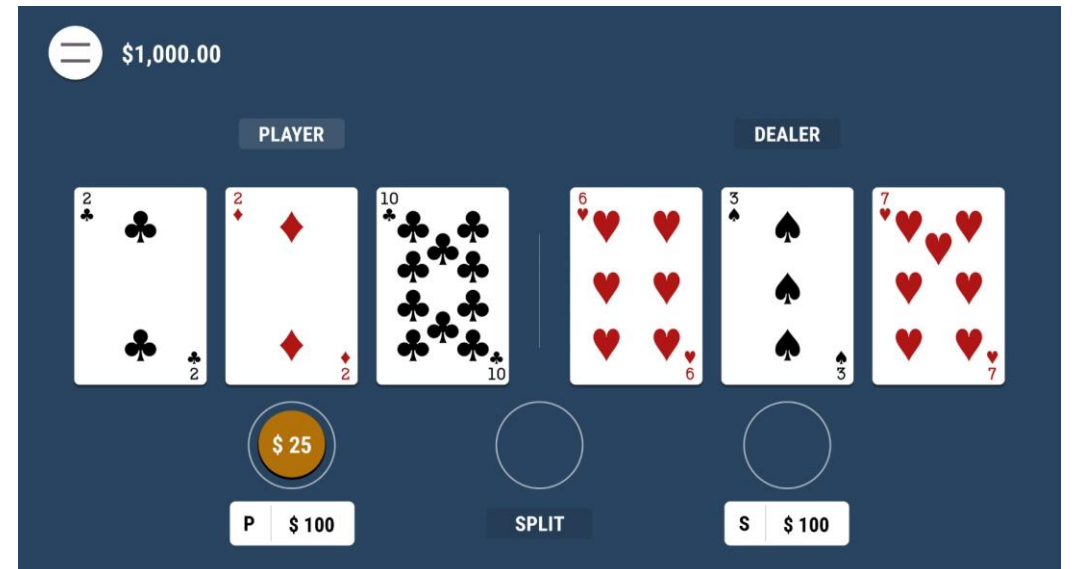 $1,000.00
PLAYER
DEALER
2 2 10 6 3 7
2 2 10 6 3 7
$ 25
P $ 100
SPLIT
S $ 100